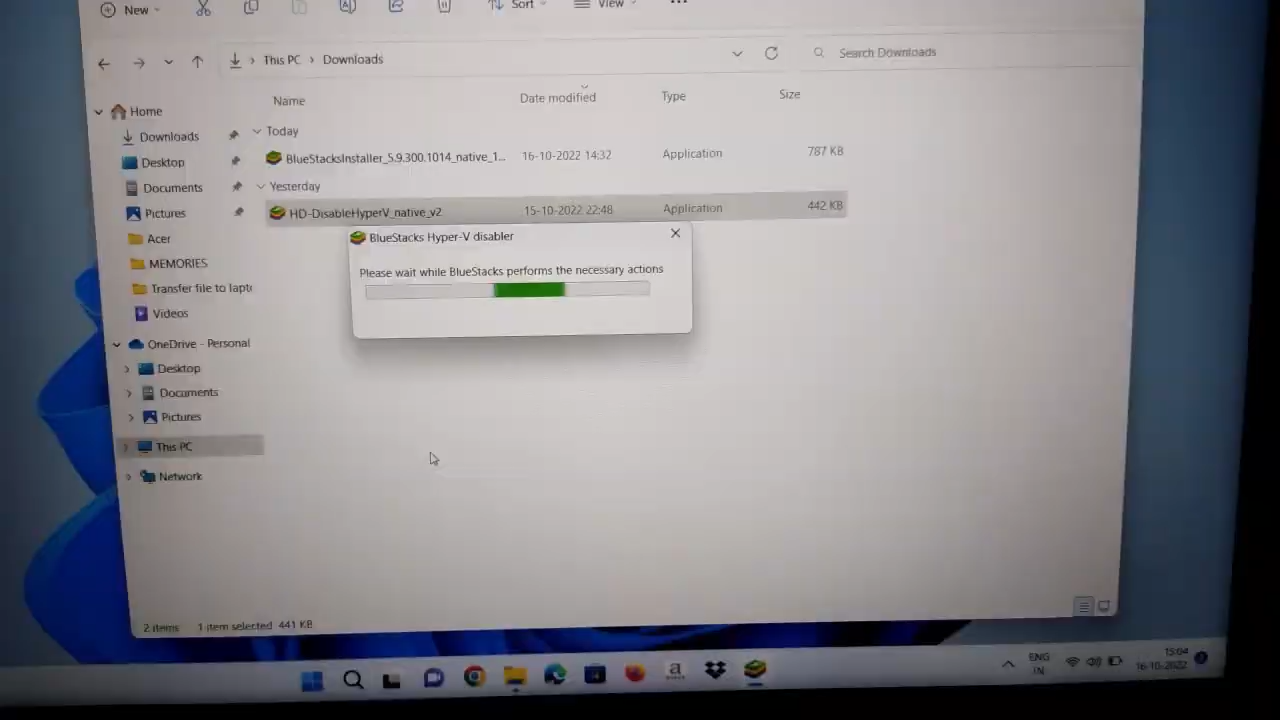 New
Sort
View
This PC > Downloads
Search Downloads
Name
Date modified
Type
Size
Home
Downloads
Desktop
Documents
Pictures
Acer
MEMORIES
Transfer file to lapt
Videos
OneDrive - Personal
Desktop
Documents
Pictures
This PC
Network
Today
BlueStacksInstaller_5.9.300.1014_native_1... 16-10-2022 14:32 Application 787 KB
Yesterday
HD-DisableHyperV_native_v2 15-10-2022 22:48 Application 442 KB
BlueStacks Hyper-V disabler
Please wait while BlueStacks performs the necessary actions
2 items 1 item selected 441 KB
ENG
IN
15:04
16-10-2022